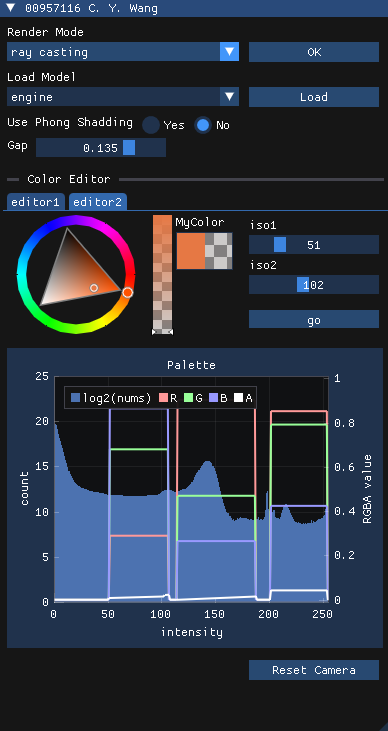 00957116 C. Y. Wang
Render Mode
ray casting OK
Load Model
engine Load
Use Phong Shadding Yes No
Gap 0.135
Color Editor
editor1 editor2
MyColor
iso1
51
iso2
102
go
Palette
log2(nums) R G B A
25
20
15
10
5
0
count
1
0.8
0.6
0.4
0.2
0
RGBA value
0 50 100 150 200 250
intensity
Reset Camera